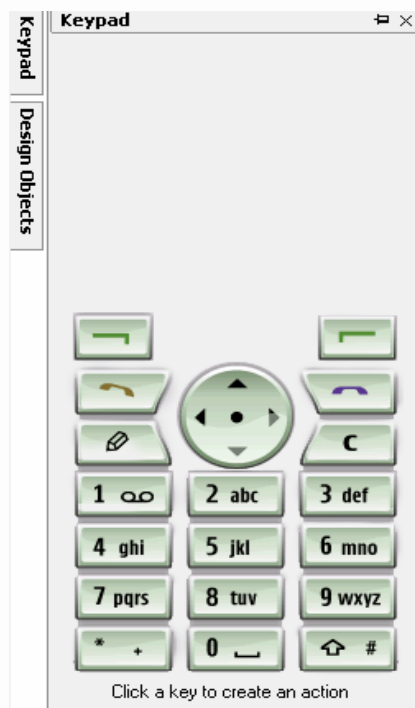 Keypad
Keypad
Design Objects
C
1
2 abc
3 def
4 ghi
5 jkl
6 mno
7 pqrs
8 tuv
9 wxyz
* +
0
#
Click a key to create an action